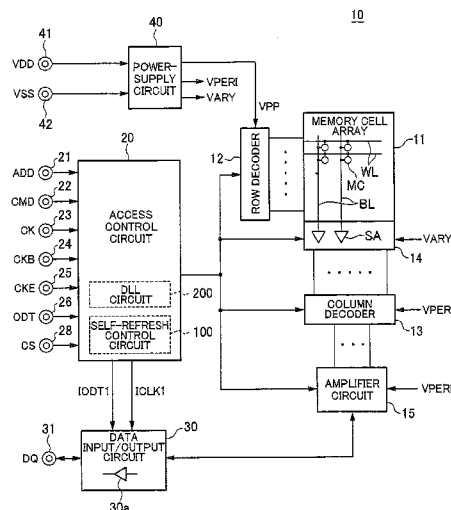 10
41
VDD
VSS
42
40
POWER-
SUPPLY
CIRCUIT
VPERI
VARY
VPP
20
21
ADD
22
CMD
23
CK
24
CKB
25
CKE
26
ODT
28
CS
ACCESS
CONTROL
CIRCUIT
DLL
CIRCUIT
200
SELF-REFRESH
CONTROL
CIRCUIT
100
12
ROW DECODER
MEMORY CELL
ARRAY
11
WL
MC
BL
SA
VARY
14
COLUMN
DECODER
VPERI
13
AMPLIFIER
CIRCUIT
VPERI
15
IODT1
ICLK1
31
DQ
30
DATA
INPUT/OUTPUT
CIRCUIT
30a